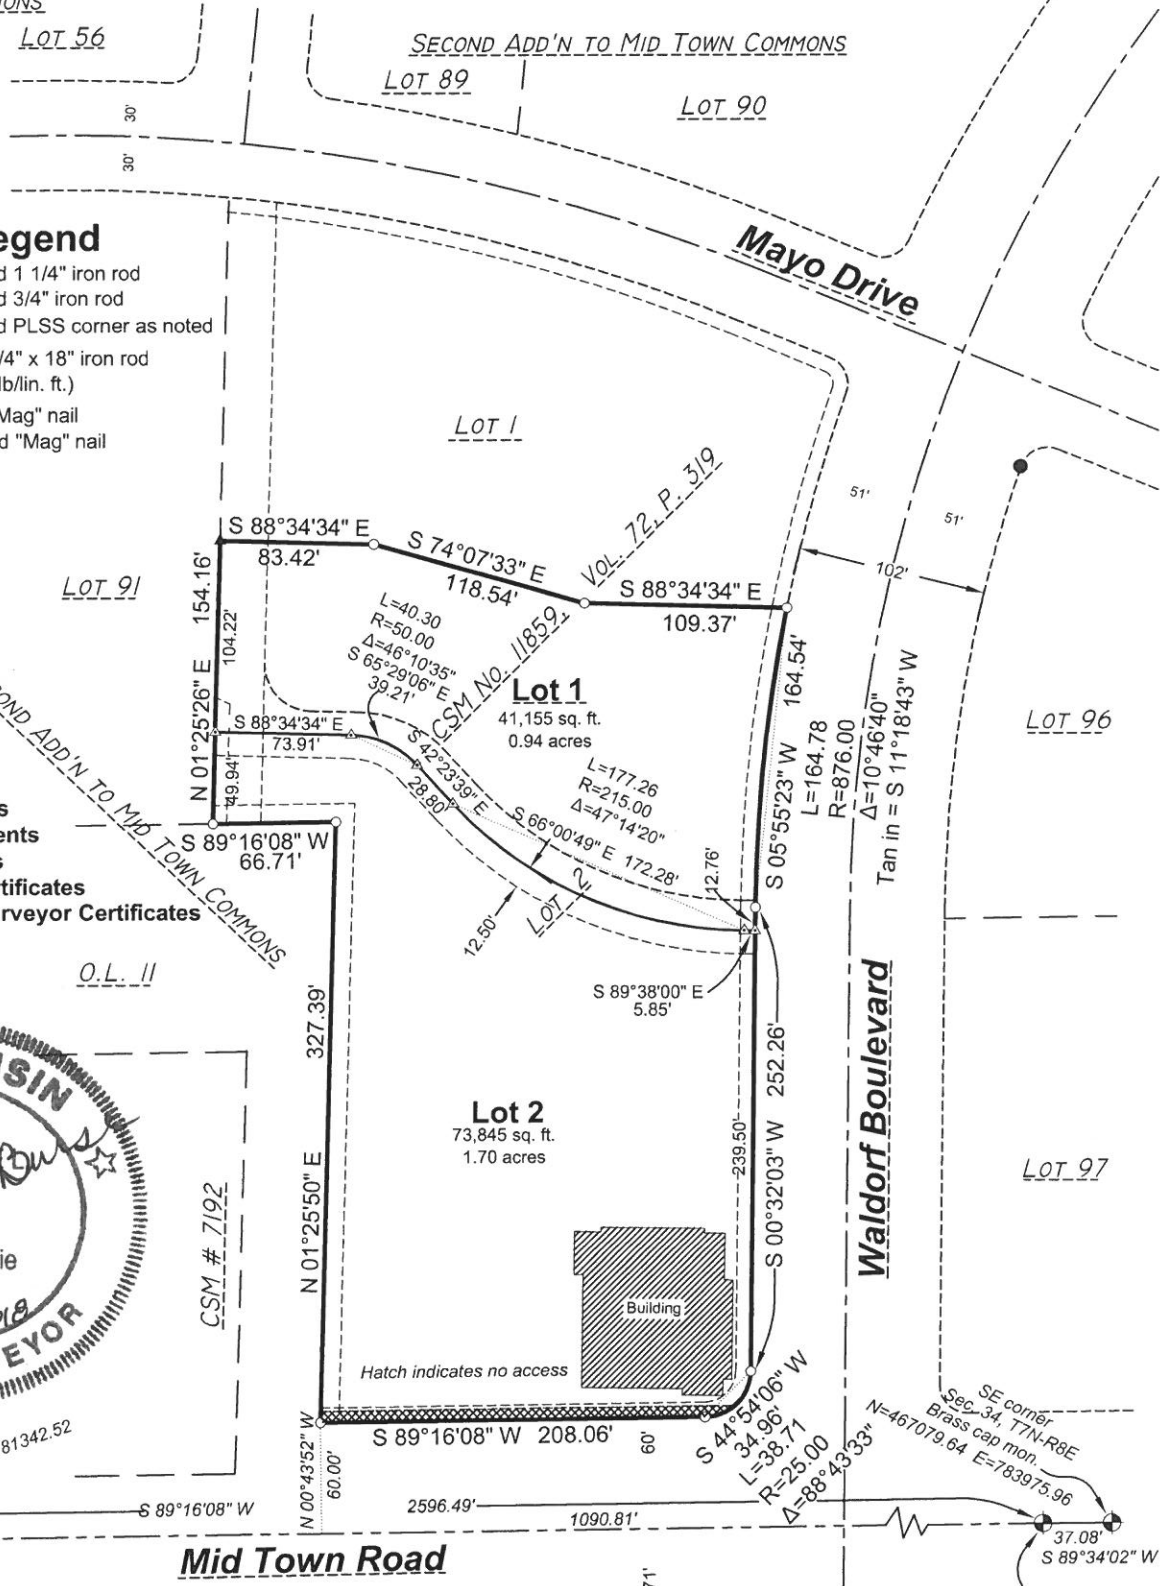 LOT 56
SECOND ADD'N TO MID TOWN COMMONS
LOT 89
LOT 90
30'
30'
Mayo Drive
egend
d 1 1/4" iron rod
d 3/4" iron rod
d PLSS corner as noted
/4" x 18" iron rod
lb/lin. ft.)
Mag" nail
d "Mag" nail
LOT 1
VOL. 72, P. 319
CSM No. 11859,
51'
51'
102'
S 88°34'34" E
83.42'
S 74°07'33" E
118.54'
S 88°34'34" E
109.37'
LOT 91
N 01°25'26" E 154.16'
104.22'
49.94'
L=40.30
R=50.00
Δ=46°10'35"
S 65°29'06" E
39.21'
Lot 1
41,155 sq. ft.
0.94 acres
S 88°34'34" E
73.91'
S 42°23'39" E
28.80'
L=177.26
R=215.00
Δ=47°14'20"
S 66°00'49" E 172.28'
12.76'
S 05°55'23" W 164.54'
L=164.78
R=876.00
Δ=10°46'40"
Tan in = S 11°18'43" W
LOT 96
OND ADD'N TO MID TOWN COMMONS
s
ents
s
rtificates
urveyor Certificates
S 89°16'08" W
66.71'
12.50'
LOT 2,
S 89°38'00" E
5.85'
O.L. 11
N 01°25'50" E 327.39'
S 00°32'03" W 252.26'
239.50'
Waldorf Boulevard
Lot 2
73,845 sq. ft.
1.70 acres
LOT 97
CSM # 7192
SIN
ie
EYOR
Building
Hatch indicates no access
S 89°16'08" W 208.06'
60'
S 44°54'06" W
34.96'
L=38.71
R=25.00
Δ=88°43'33"
SE corner
Sec. 34, T7N-R8E
Brass cap mon.
N=467079.64 E=783975.96
81342.52
N 00°43'52" W
60.00'
S 89°16'08" W
2596.49'
1090.81'
37.08'
S 89°34'02" W
Mid Town Road
71'